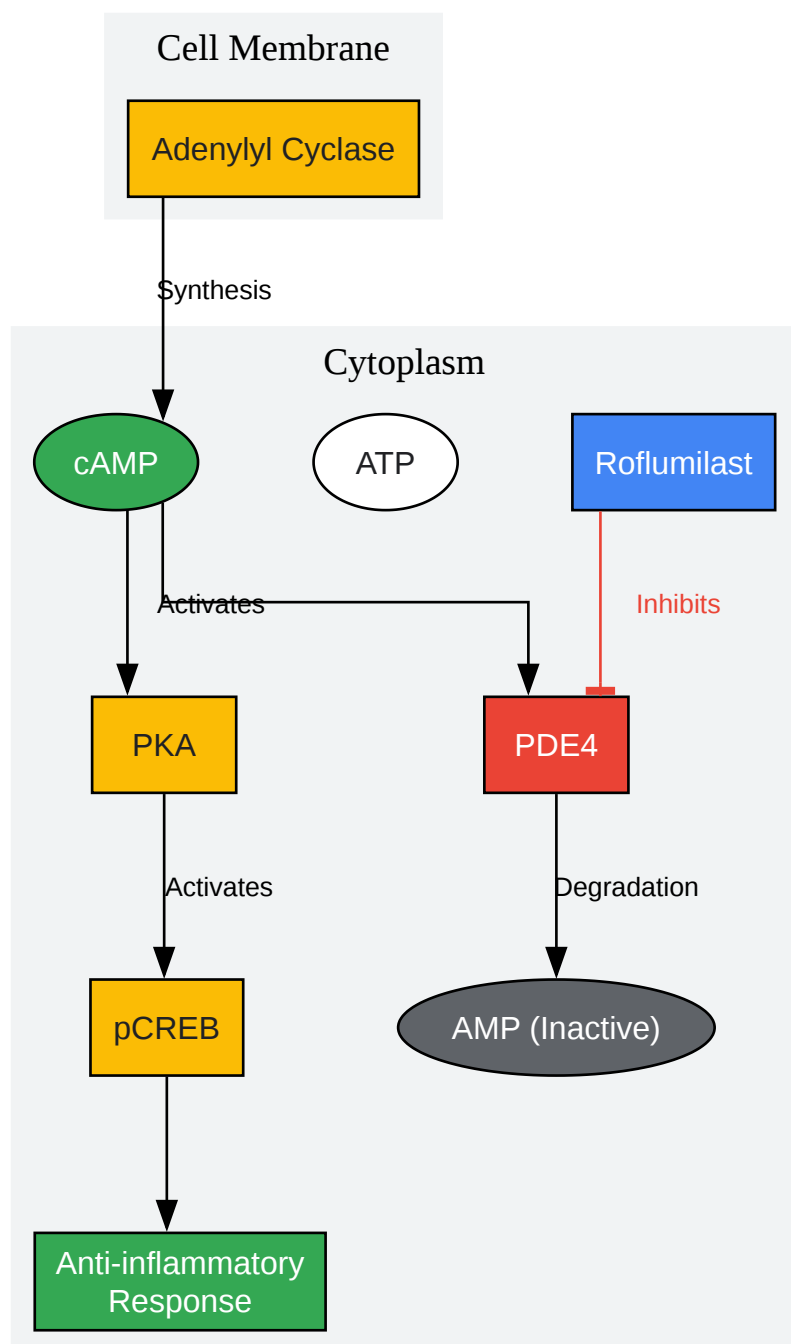 Cell Membrane
Adenylyl Cyclase
Synthesis
Cytoplasm
cAMP
ATP
Roflumilast
Activates
Inhibits
PKA
PDE4
Activates
Degradation
pCREB
AMP (Inactive)
Anti-inflammatory
Response